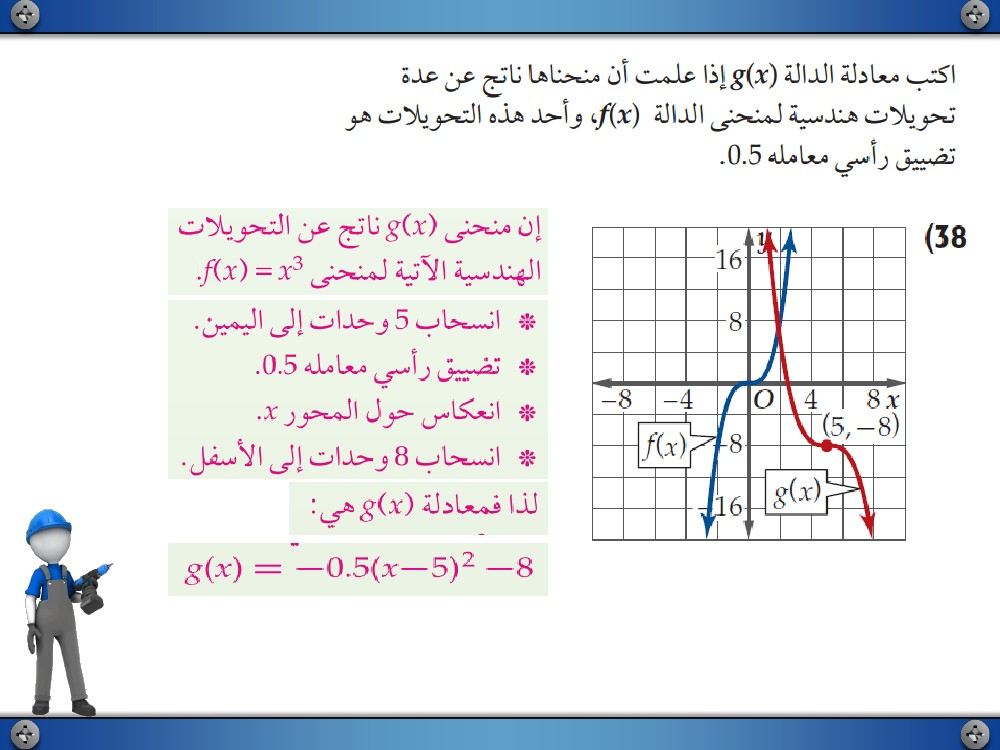 اكتب معادلة الدالة g(x) إذا علمت أن منحناها ناتج عن عدة
تحويلات هندسية لمنحنى الدالة f(x)، وأحد هذه التحويلات هو
تضييق رأسي معامله 0.5.
(38
إن منحنى g(x) ناتج عن التحويلات
الهندسية الآتية لمنحنى f(x) = x³.
❊ انسحاب 5 وحدات إلى اليمين.
❊ تضييق رأسي معامله 0.5.
❊ انعكاس حول المحور x.
❊ انسحاب 8 وحدات إلى الأسفل.
لذا فمعادلة g(x) هي:
g(x) = −0.5(x−5)² −8
y
16
8
−8 −4 O 4 8 x
(5, −8)
f(x)
−8
g(x)
−16